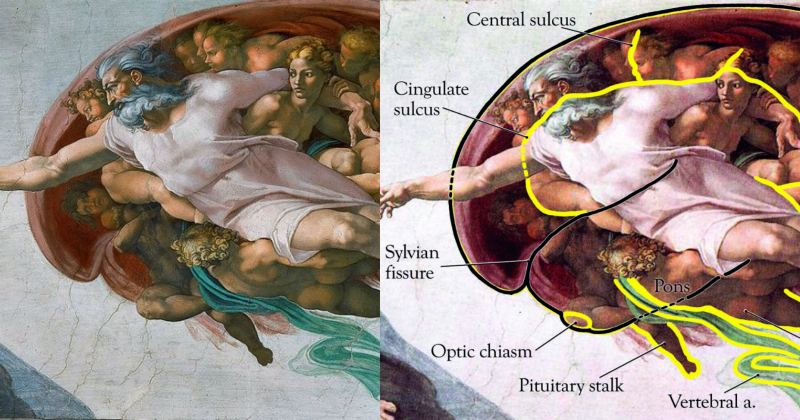 Central sulcus
Cingulate
sulcus
Sylvian
fissure
Pons
Optic chiasm
Pituitary stalk
Vertebral a.